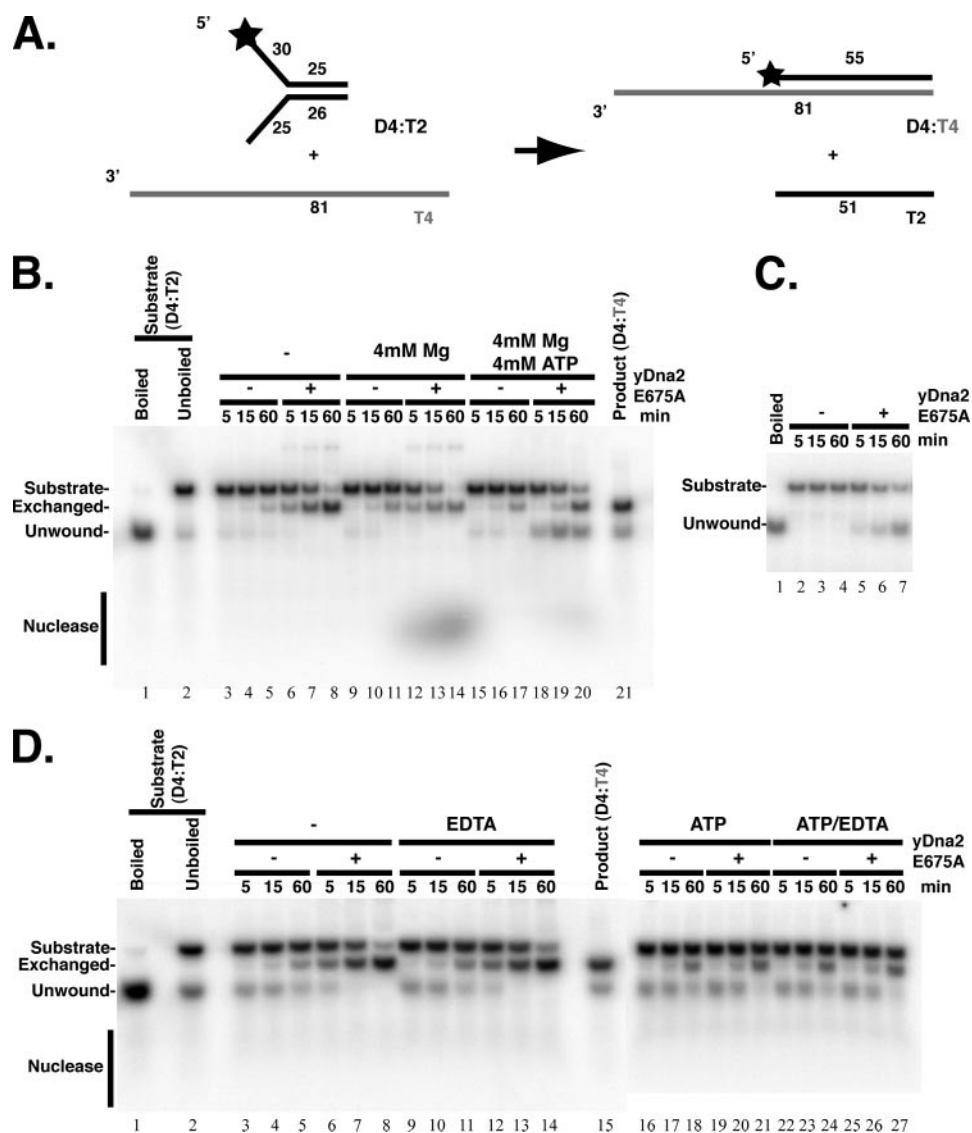 A.
5'
30
25
25
26
D4:T2
+
3'
81
T4
5'
55
3'
81
D4:T4
+
51
T2
B.
Substrate
(D4:T2)
Boiled
Unboiled
-
4mM Mg
4mM Mg
4mM ATP
Product (D4:T4)
- + - + - + yDna2 E675A
5 15 60 5 15 60 5 15 60 5 15 60 5 15 60 5 15 60 min
Substrate-
Exchanged-
Unwound-
Nuclease
1 2 3 4 5 6 7 8 9 10 11 12 13 14 15 16 17 18 19 20 21
C.
Boiled
- + yDna2 E675A
5 15 60 5 15 60 min
Substrate-
Unwound-
1 2 3 4 5 6 7
D.
Substrate
(D4:T2)
Boiled
Unboiled
-
EDTA
Product (D4:T4)
ATP
ATP/EDTA
- + - + - + - + yDna2 E675A
5 15 60 5 15 60 5 15 60 5 15 60 5 15 60 5 15 60 5 15 60 5 15 60 min
Substrate-
Exchanged-
Unwound-
Nuclease
1 2 3 4 5 6 7 8 9 10 11 12 13 14 15 16 17 18 19 20 21 22 23 24 25 26 27